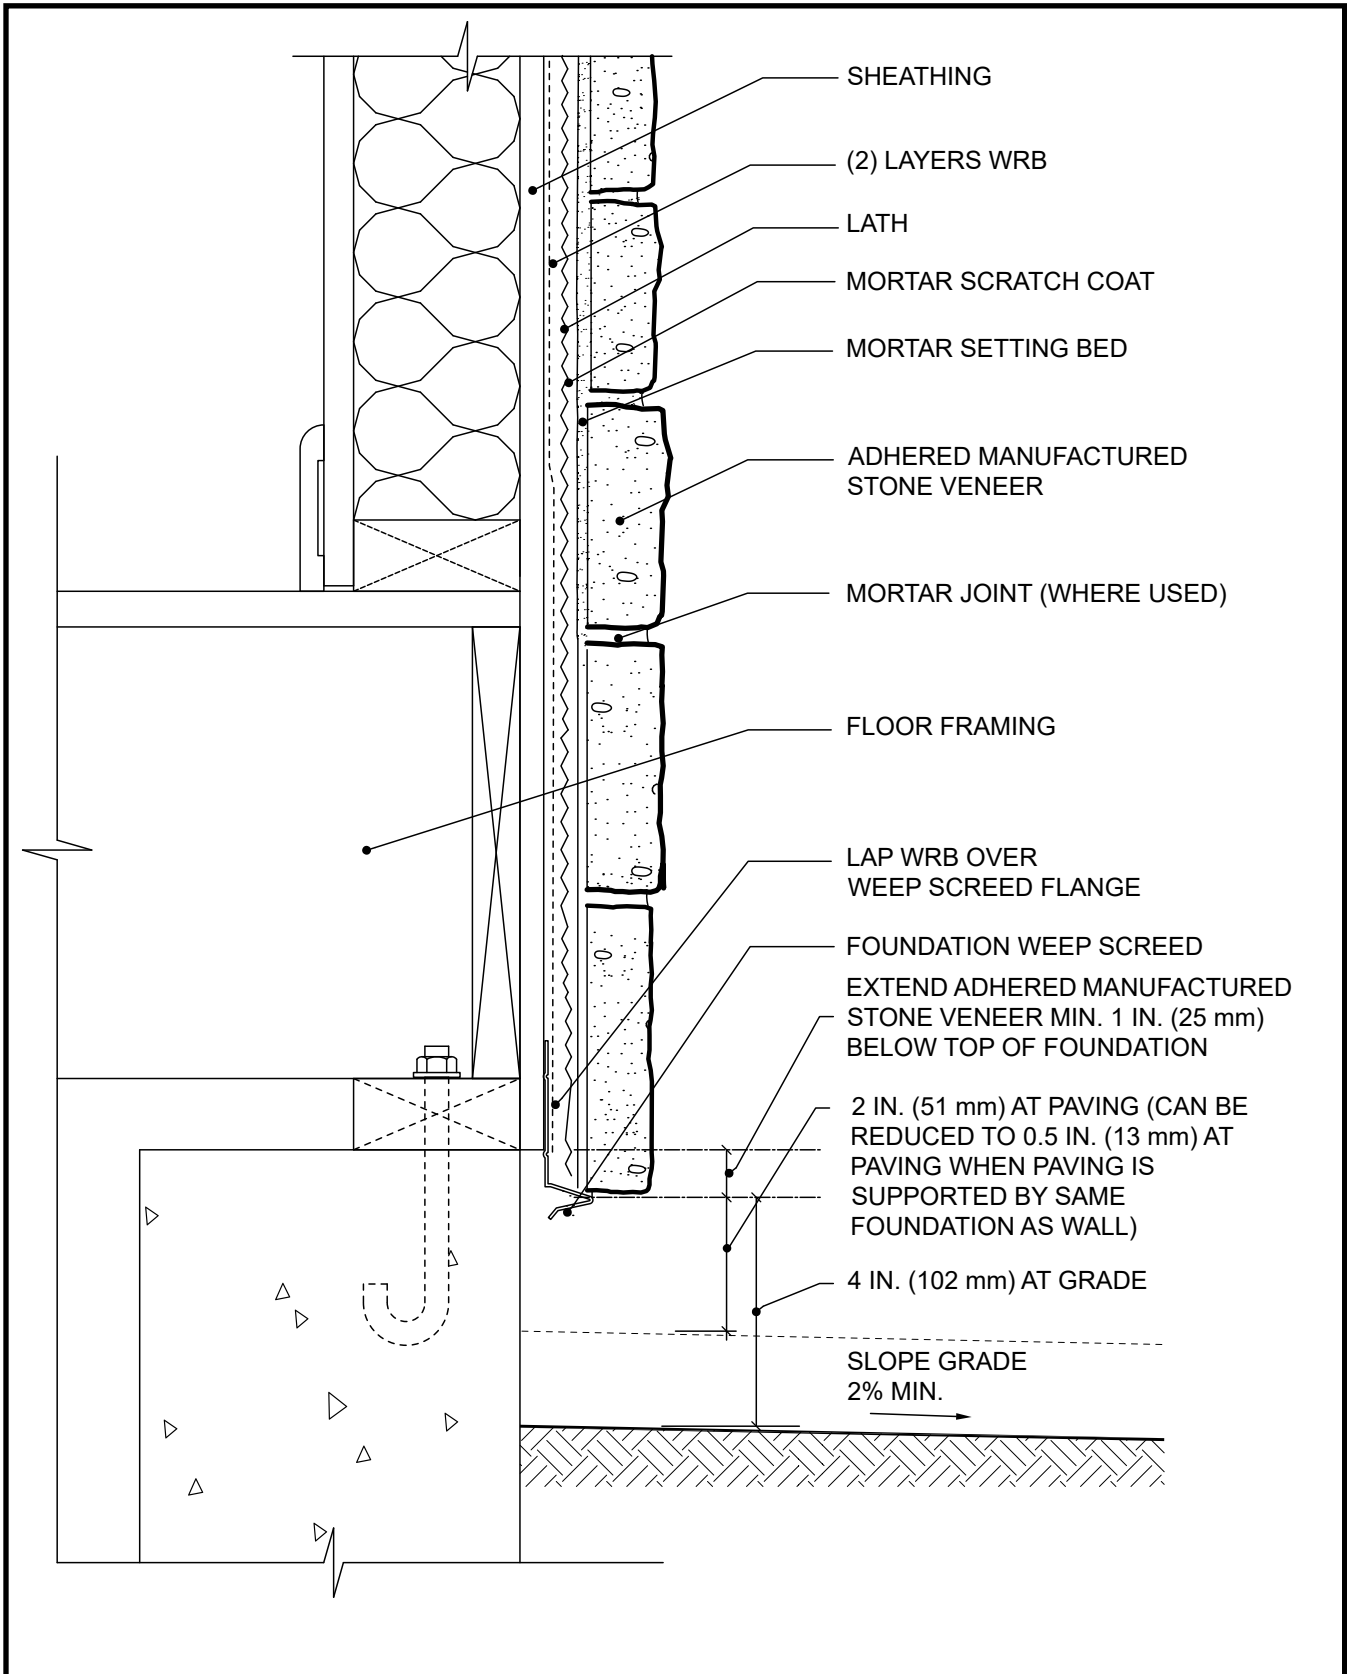 SHEATHING
(2) LAYERS WRB
LATH
MORTAR SCRATCH COAT
MORTAR SETTING BED
ADHERED MANUFACTURED
STONE VENEER
MORTAR JOINT (WHERE USED)
FLOOR FRAMING
LAP WRB OVER
WEEP SCREED FLANGE
FOUNDATION WEEP SCREED
EXTEND ADHERED MANUFACTURED
STONE VENEER MIN. 1 IN. (25 mm)
BELOW TOP OF FOUNDATION
2 IN. (51 mm) AT PAVING (CAN BE
REDUCED TO 0.5 IN. (13 mm) AT
PAVING WHEN PAVING IS
SUPPORTED BY SAME
FOUNDATION AS WALL)
4 IN. (102 mm) AT GRADE
SLOPE GRADE
2% MIN.